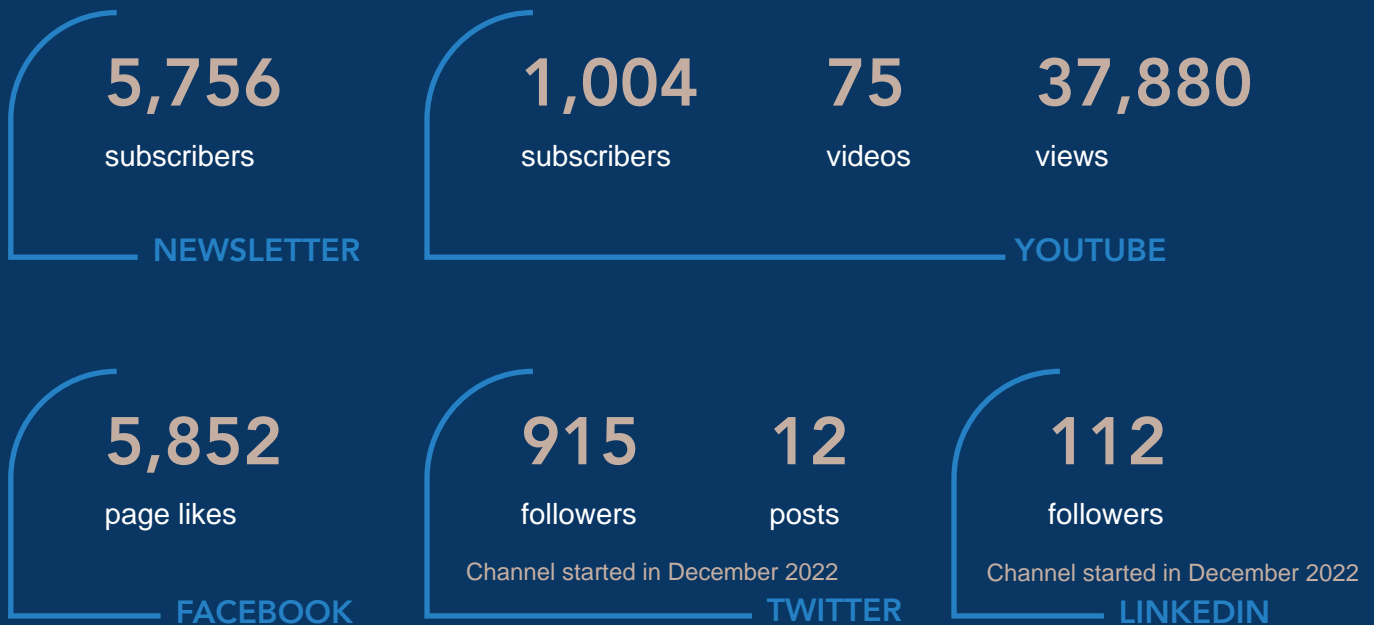 5,756
subscribers
NEWSLETTER
1,004 75 37,880
subscribers videos views
YOUTUBE
5,852
page likes
FACEBOOK
915 12
followers posts
Channel started in December 2022
TWITTER
112
followers
Channel started in December 2022
LINKEDIN